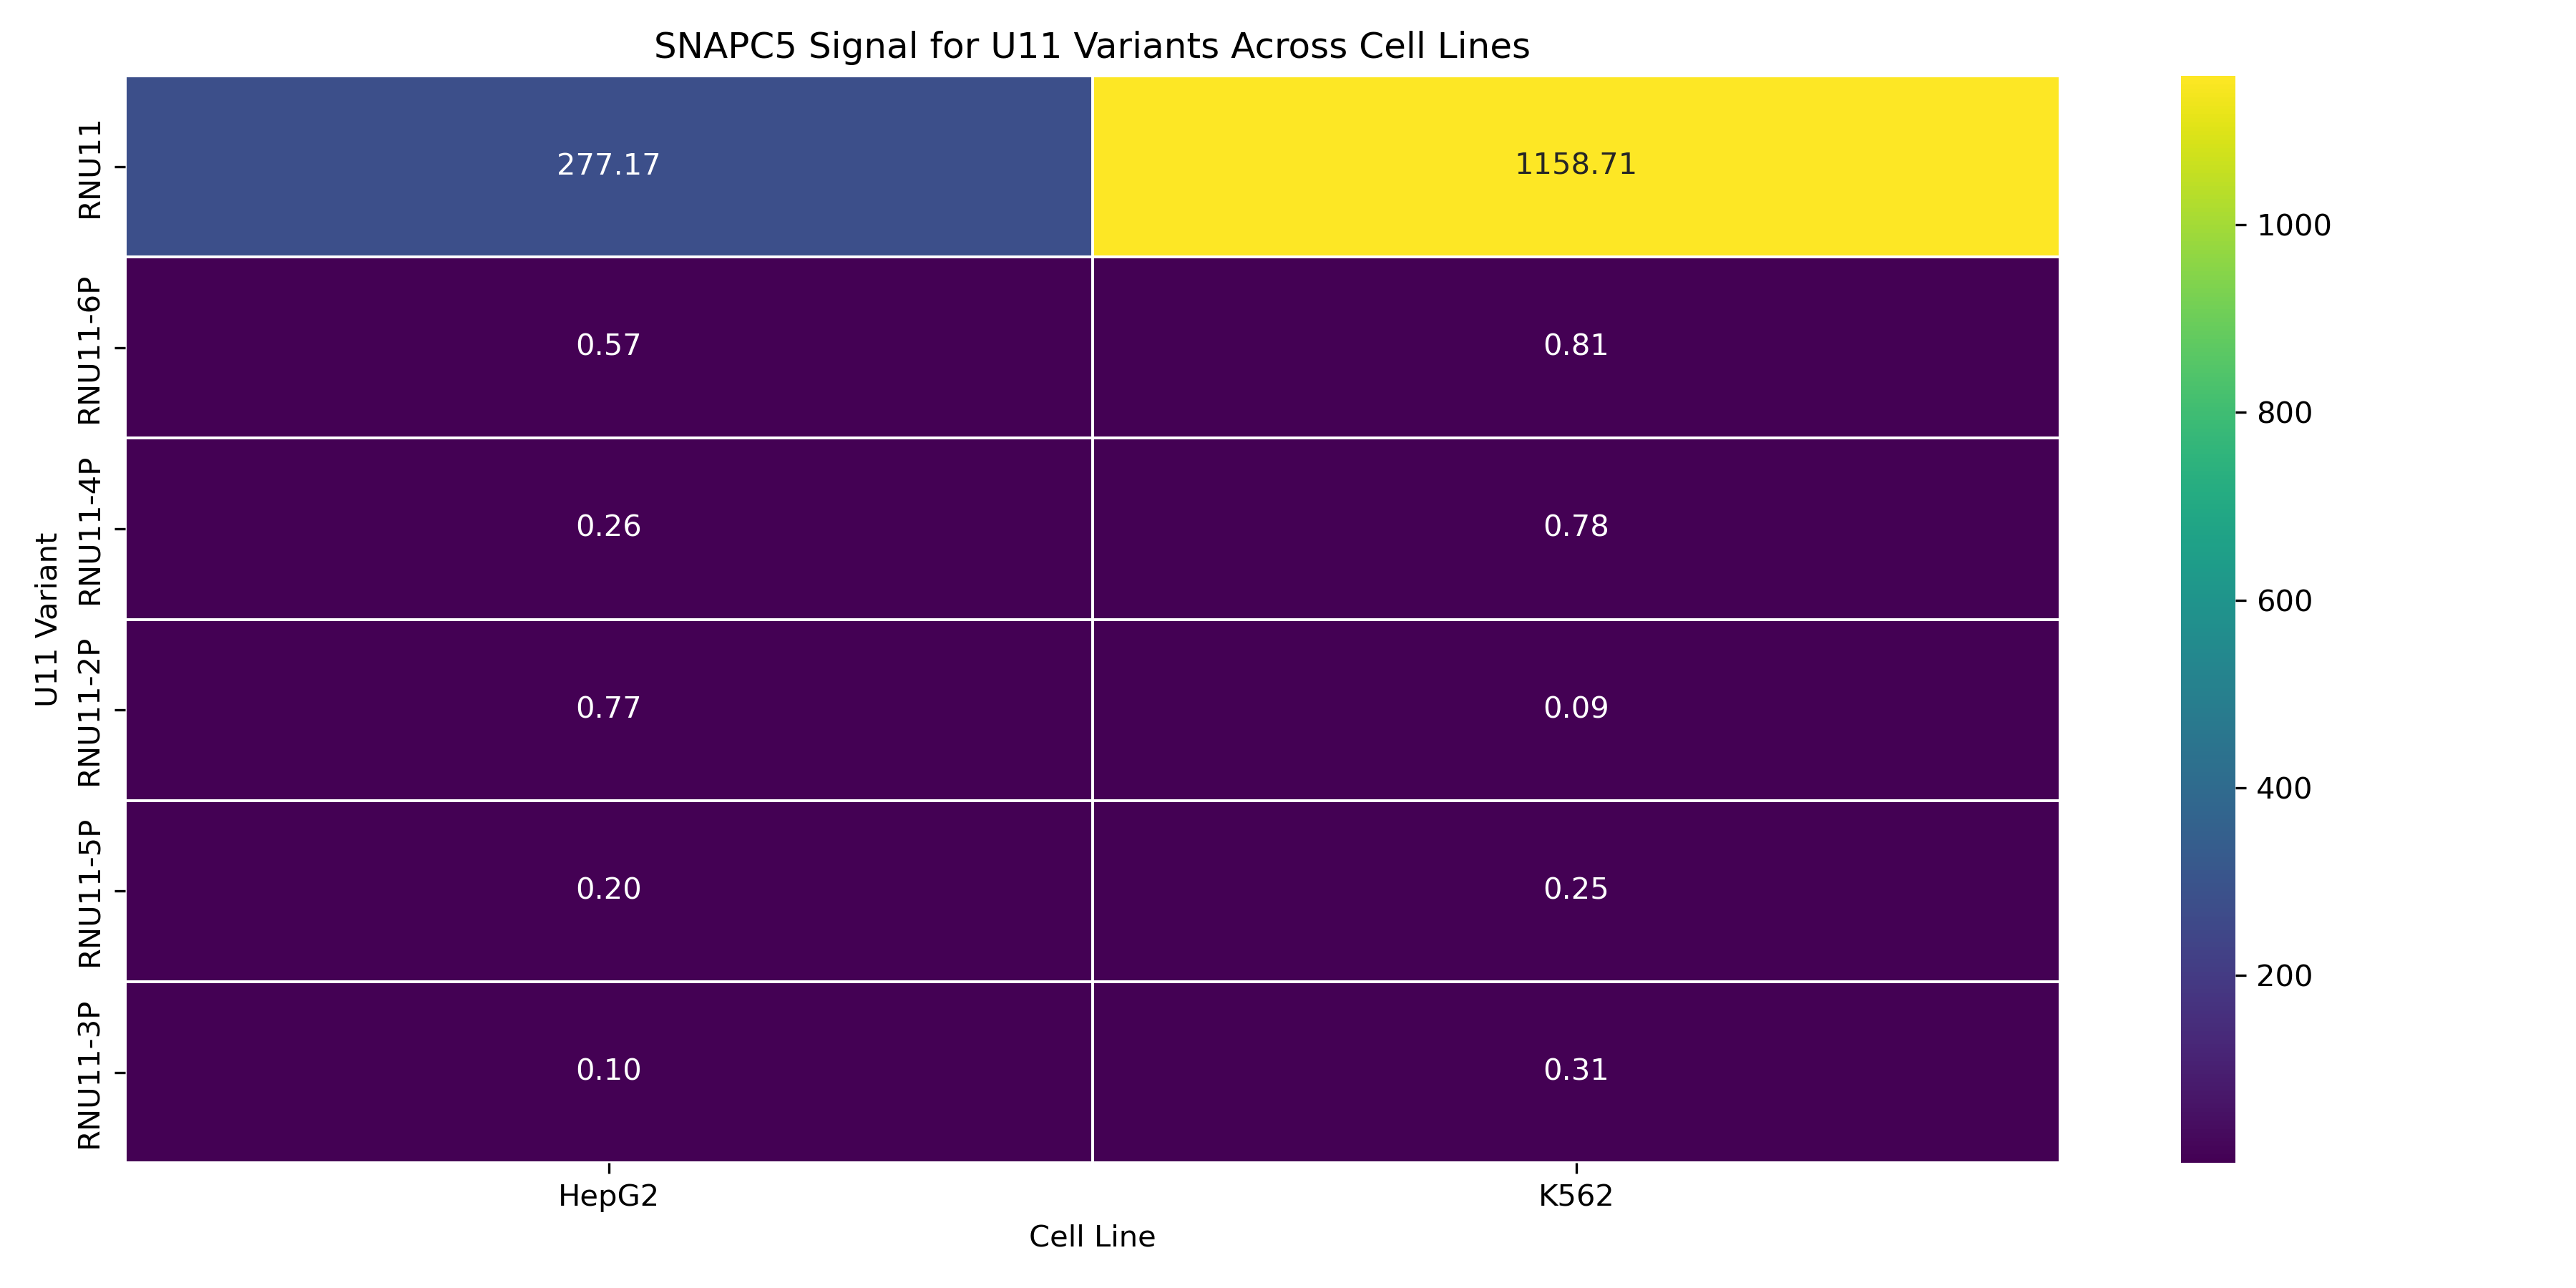 SNAPC5 Signal for U11 Variants Across Cell Lines
U11 Variant
RNU11
277.17
1158.71
RNU11-6P
0.57
0.81
RNU11-4P
0.26
0.78
RNU11-2P
0.77
0.09
RNU11-5P
0.20
0.25
RNU11-3P
0.10
0.31
HepG2
K562
Cell Line
1000
800
600
400
200